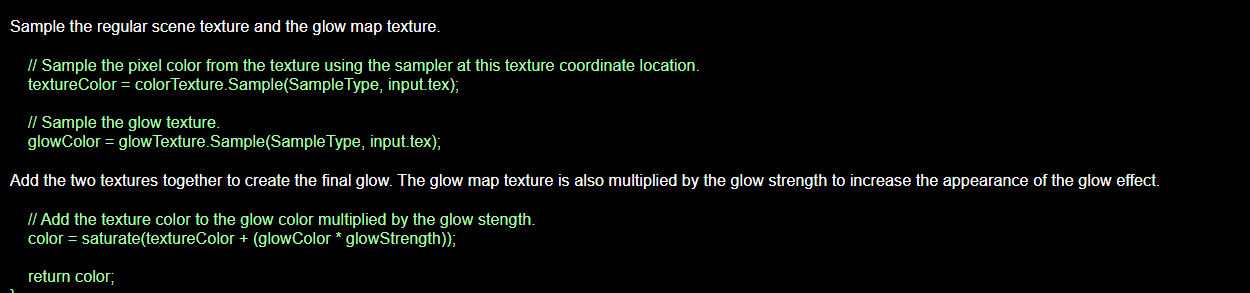 Sample the regular scene texture and the glow map texture.
// Sample the pixel color from the texture using the sampler at this texture coordinate location.
textureColor = colorTexture.Sample(SampleType, input.tex);
// Sample the glow texture.
glowColor = glowTexture.Sample(SampleType, input.tex);
Add the two textures together to create the final glow. The glow map texture is also multiplied by the glow strength to increase the appearance of the glow effect.
// Add the texture color to the glow color multiplied by the glow stength.
color = saturate(textureColor + (glowColor * glowStrength));
return color;